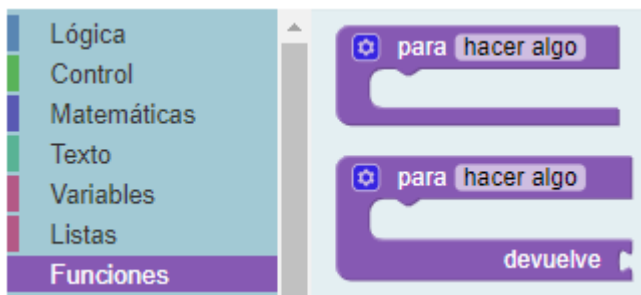 Lógica
Control
Matemáticas
Texto
Variables
Listas
Funciones
para hacer algo
para hacer algo
devuelve